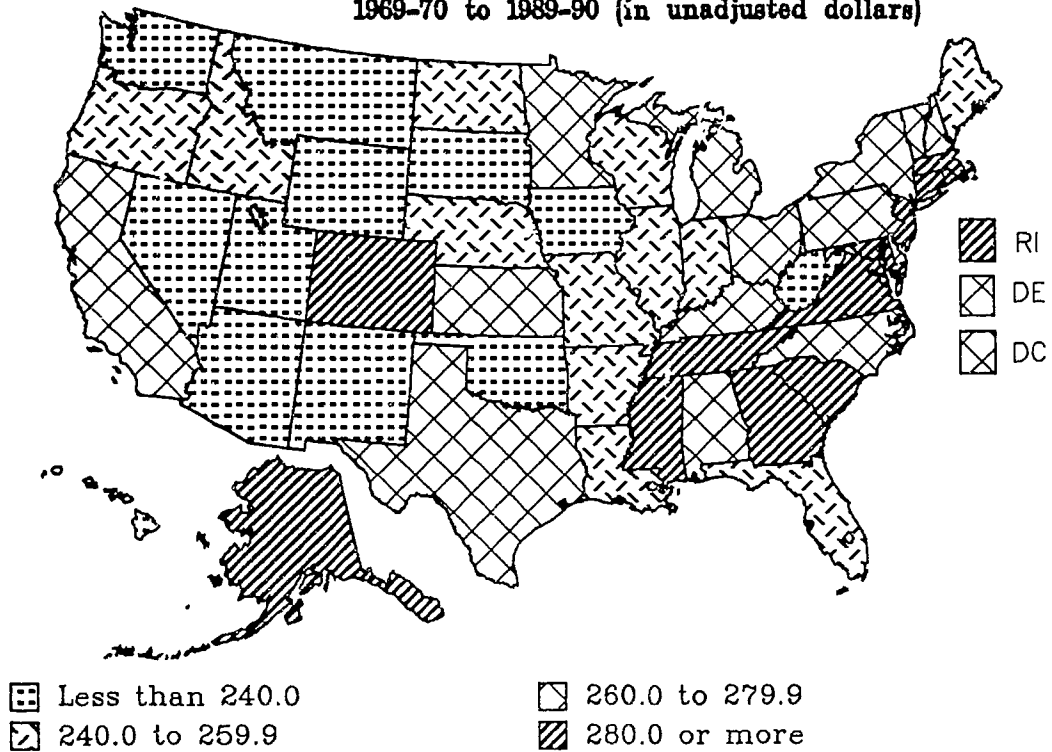 1969-70 to 1989-90 (in unadjusted dollars)
RI
DE
DC
Less than 240.0
240.0 to 259.9
260.0 to 279.9
280.0 or more